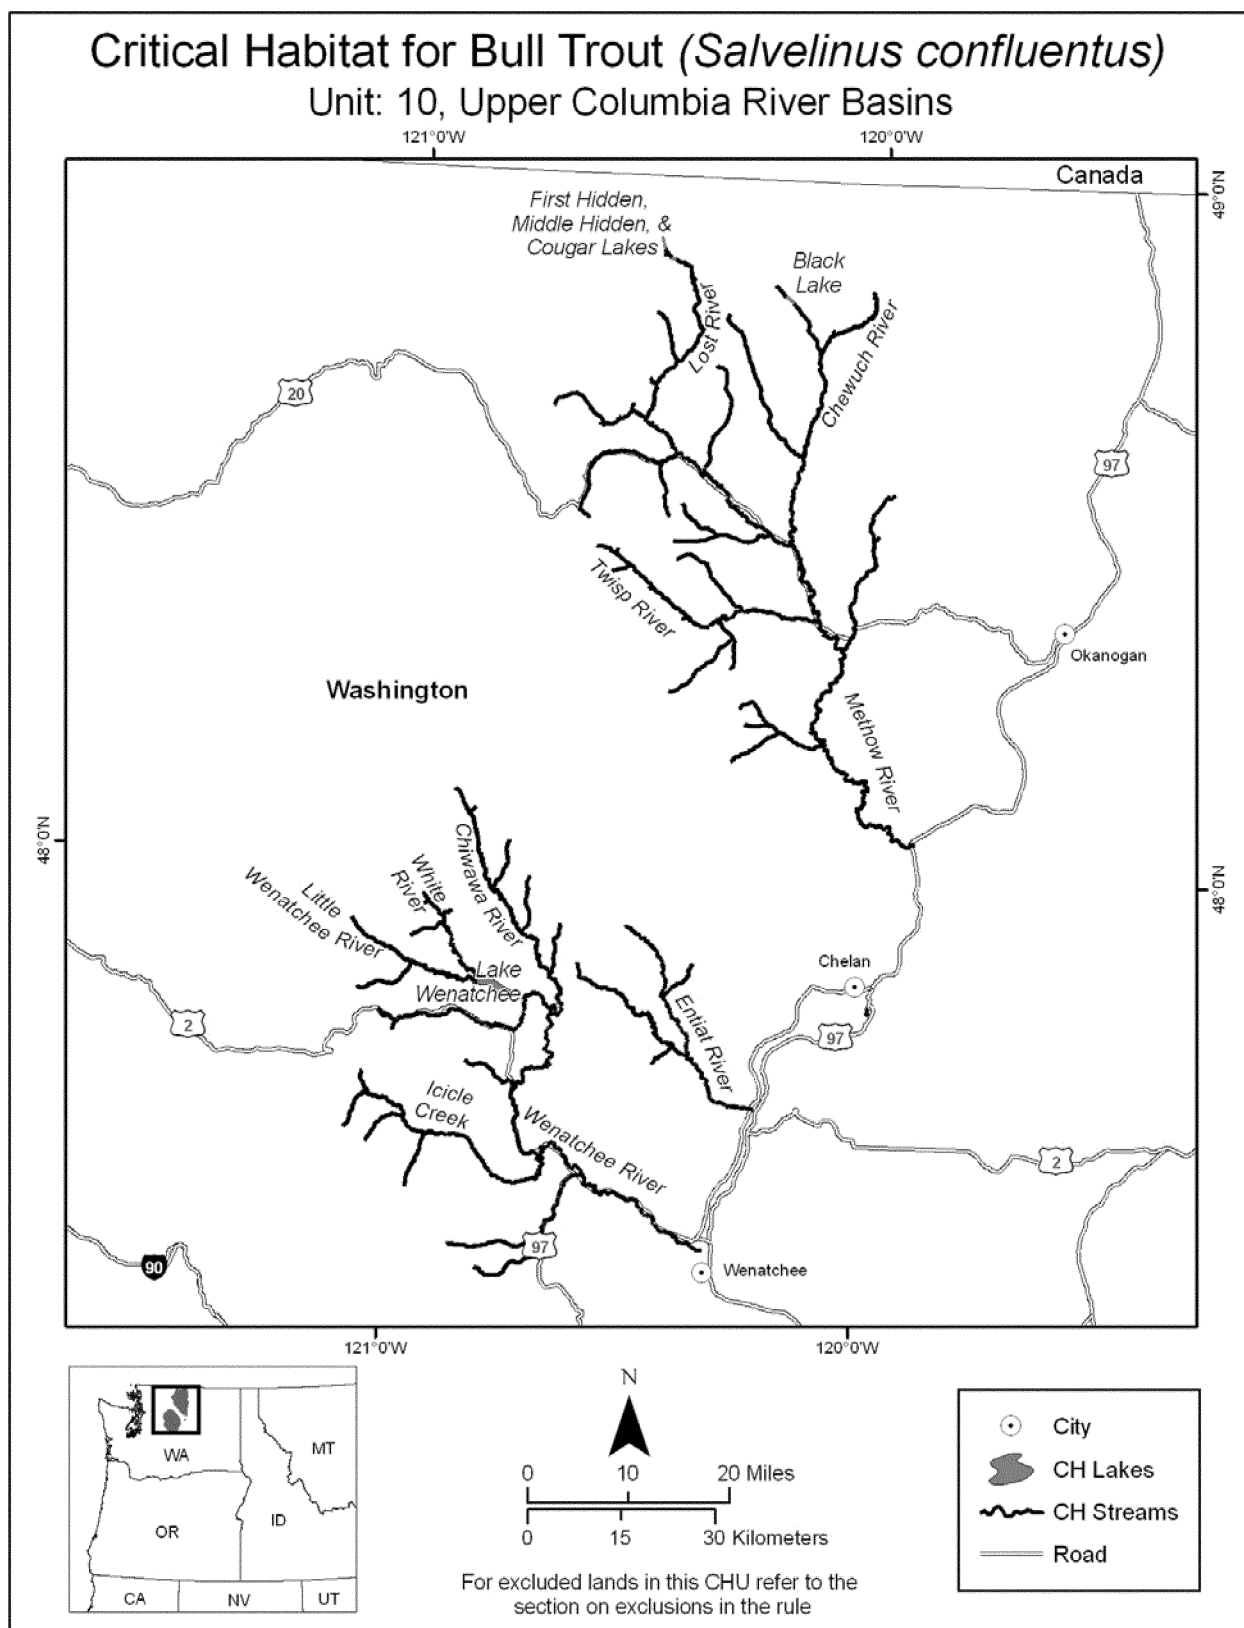 Critical Habitat for Bull Trout (Salvelinus confluentus)
Unit: 10, Upper Columbia River Basins
121°0'W
120°0'W
Canada
49°0'N
First Hidden,
Middle Hidden, &
Cougar Lakes
Black
Lake
Lost River
Chewuch River
20
97
Twisp River
Okanogan
Washington
Methow River
48°0'N
48°0'N
Chiwawa River
White
River
Little
Wenatchee River
Lake
Wenatchee
Chelan
Entiat River
2
97
Icicle
Creek
Wenatchee River
2
97
90
Wenatchee
121°0'W
120°0'W
WA
MT
OR
ID
CA
NV
UT
N
0 10 20 Miles
0 15 30 Kilometers
For excluded lands in this CHU refer to the
section on exclusions in the rule
City
CH Lakes
CH Streams
Road